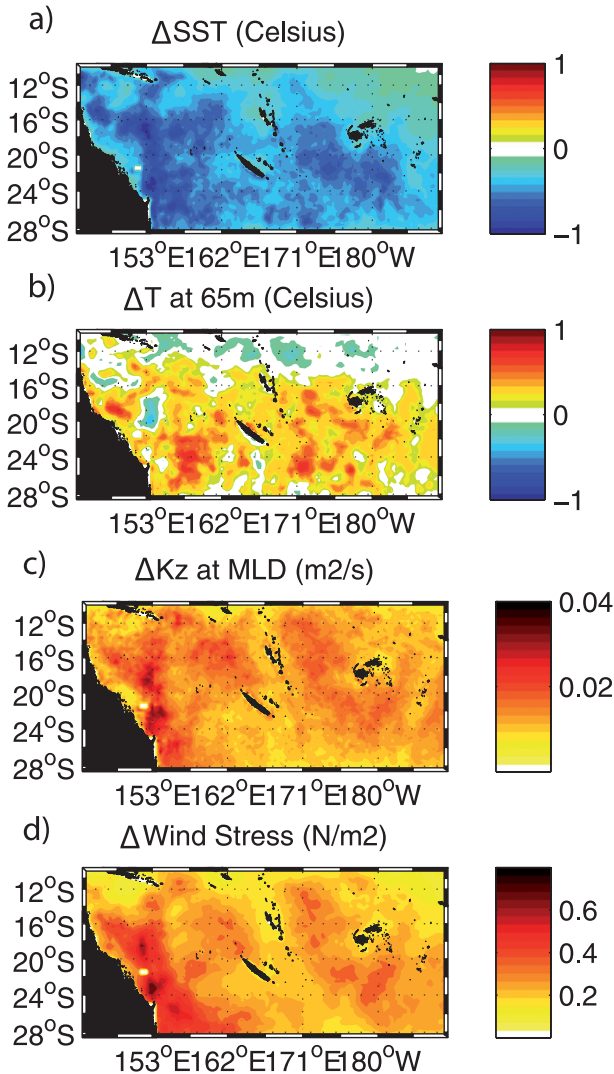 a)
ΔSST (Celsius)
12°S
16°S
20°S
24°S
28°S
153°E162°E171°E180°W
1
0
−1
b)
ΔT at 65m (Celsius)
12°S
16°S
20°S
24°S
28°S
153°E162°E171°E180°W
1
0
−1
c)
ΔKz at MLD (m2/s)
12°S
16°S
20°S
24°S
28°S
153°E162°E171°E180°W
0.04
0.02
d)
ΔWind Stress (N/m2)
12°S
16°S
20°S
24°S
28°S
153°E162°E171°E180°W
0.6
0.4
0.2